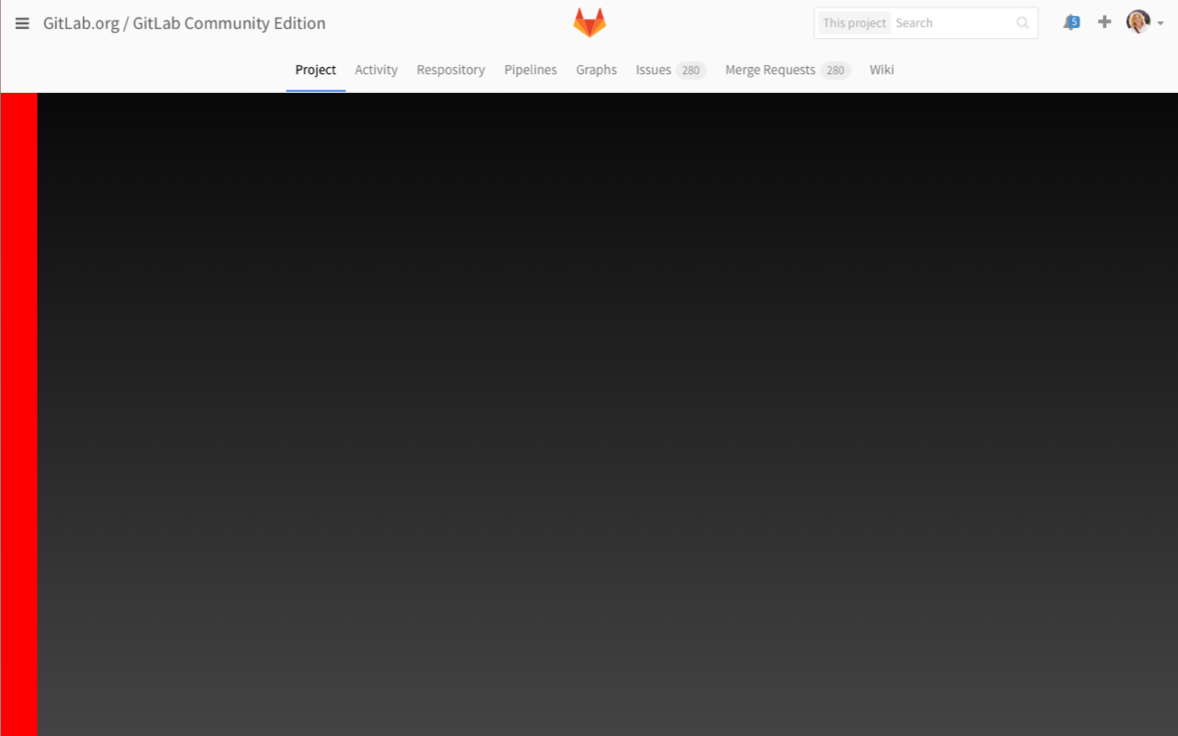 GitLab.org / GitLab Community Edition
This project Search
5
Project Activity Respository Pipelines Graphs Issues 280 Merge Requests 280 Wiki